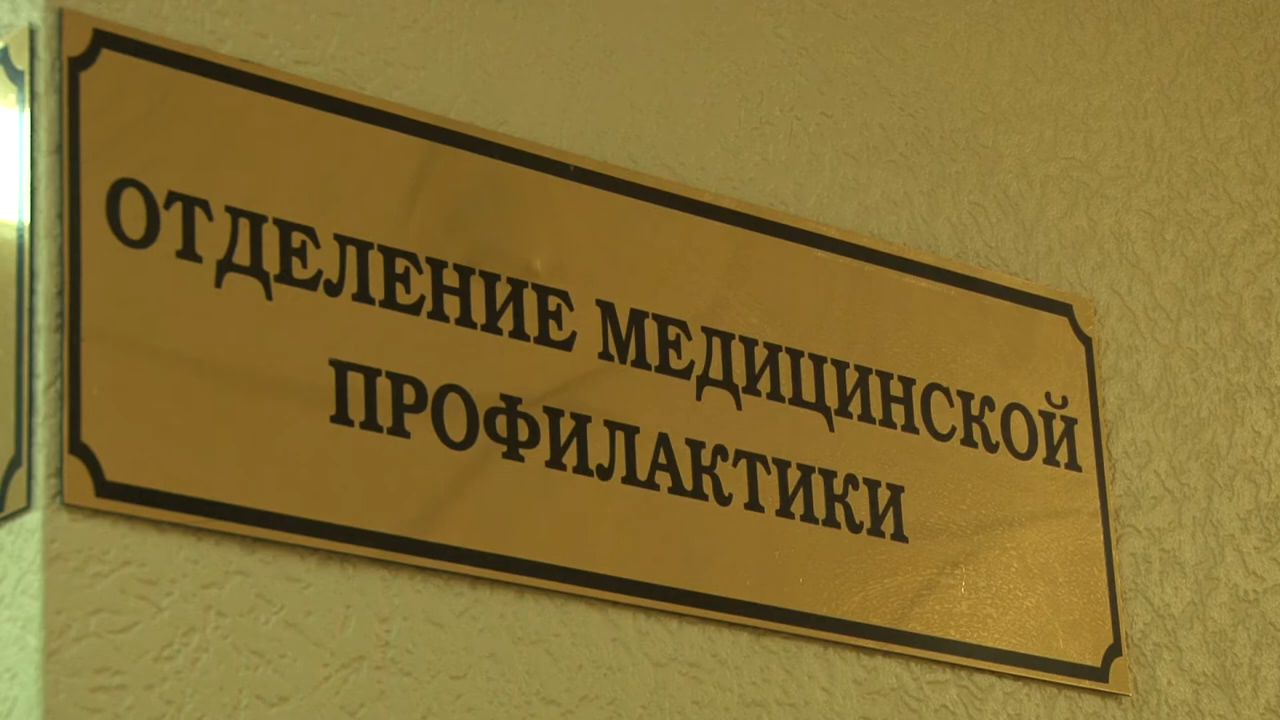 ОТДЕЛЕНИЕ МЕДИЦИНСКОЙ
ПРОФИЛАКТИКИ